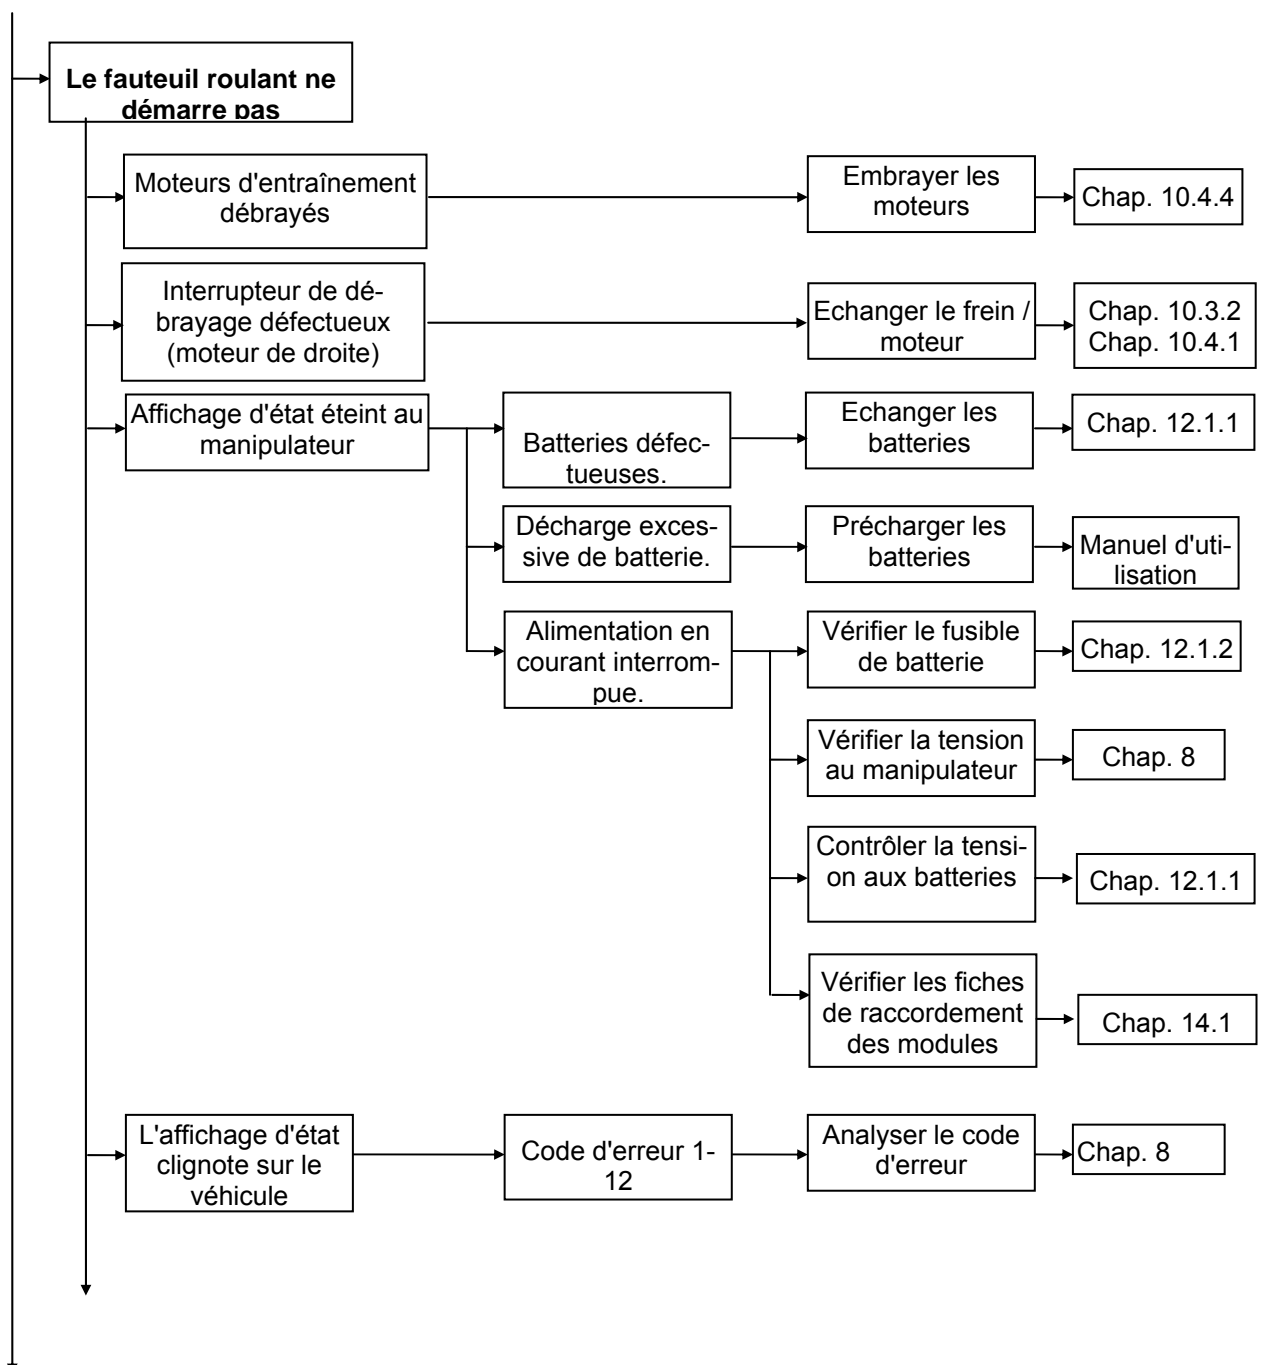 Le fauteuil roulant ne
démarre pas
Moteurs d'entraînement
débrayés
Embrayer les
moteurs
Chap. 10.4.4
Interrupteur de dé-
brayage défectueux
(moteur de droite)
Echanger le frein /
moteur
Chap. 10.3.2
Chap. 10.4.1
Affichage d'état éteint au
manipulateur
Batteries défec-
tueuses.
Echanger les
batteries
Chap. 12.1.1
Décharge exces-
sive de batterie.
Précharger les
batteries
Manuel d'uti-
lisation
Alimentation en
courant interrom-
pue.
Vérifier le fusible
de batterie
Chap. 12.1.2
Vérifier la tension
au manipulateur
Chap. 8
Contrôler la tensi-
on aux batteries
Chap. 12.1.1
Vérifier les fiches
de raccordement
des modules
Chap. 14.1
L'affichage d'état
clignote sur le
véhicule
Code d'erreur 1-
12
Analyser le code
d'erreur
Chap. 8